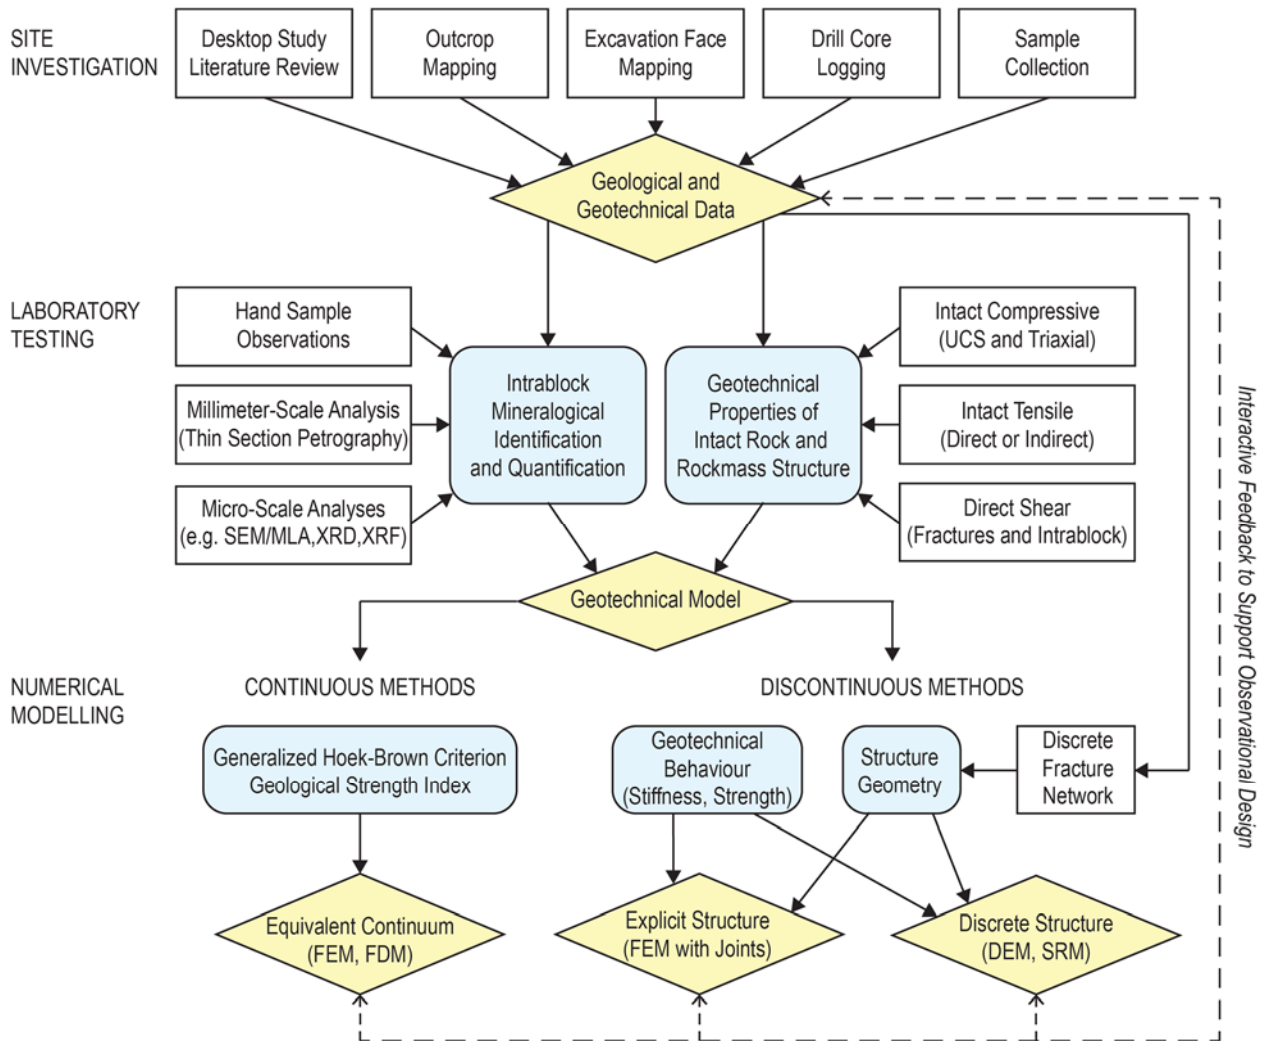 SITE
INVESTIGATION
Desktop Study
Literature Review
Outcrop
Mapping
Excavation Face
Mapping
Drill Core
Logging
Sample
Collection
Geological and
Geotechnical Data
LABORATORY
TESTING
Hand Sample
Observations
Millimeter-Scale Analysis
(Thin Section Petrography)
Micro-Scale Analyses
(e.g. SEM/MLA,XRD,XRF)
Intrablock
Mineralogical
Identification
and Quantification
Geotechnical
Properties of
Intact Rock and
Rockmass Structure
Intact Compressive
(UCS and Triaxial)
Intact Tensile
(Direct or Indirect)
Direct Shear
(Fractures and Intrablock)
Interactive Feedback to Support Observational Design
Geotechnical Model
NUMERICAL
MODELLING
CONTINUOUS METHODS
DISCONTINUOUS METHODS
Generalized Hoek-Brown Criterion
Geological Strength Index
Geotechnical
Behaviour
(Stiffness, Strength)
Structure
Geometry
Discrete
Fracture
Network
Equivalent Continuum
(FEM, FDM)
Explicit Structure
(FEM with Joints)
Discrete Structure
(DEM, SRM)